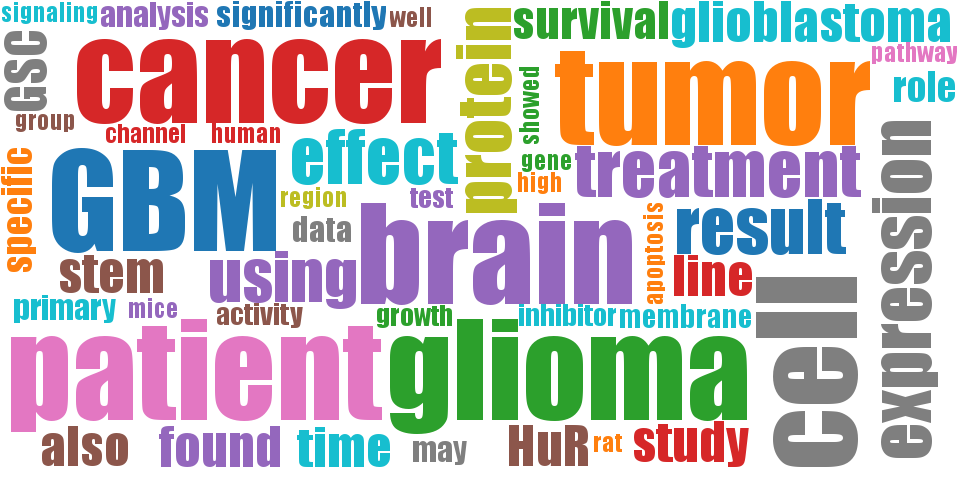 signaling
analysis
significantly
well
protein
survival
glioblastoma
GSC
cancer
tumor
pathway
role
group
channel
human
showed
effect
gene
high
treatment
expression
specific
GBM
region
test
data
brain
apoptosis
result
stem
using
line
cell
primary
mice
activity
growth
inhibitor
membrane
patient
glioma
also
found
time
may
HuR
rat
study